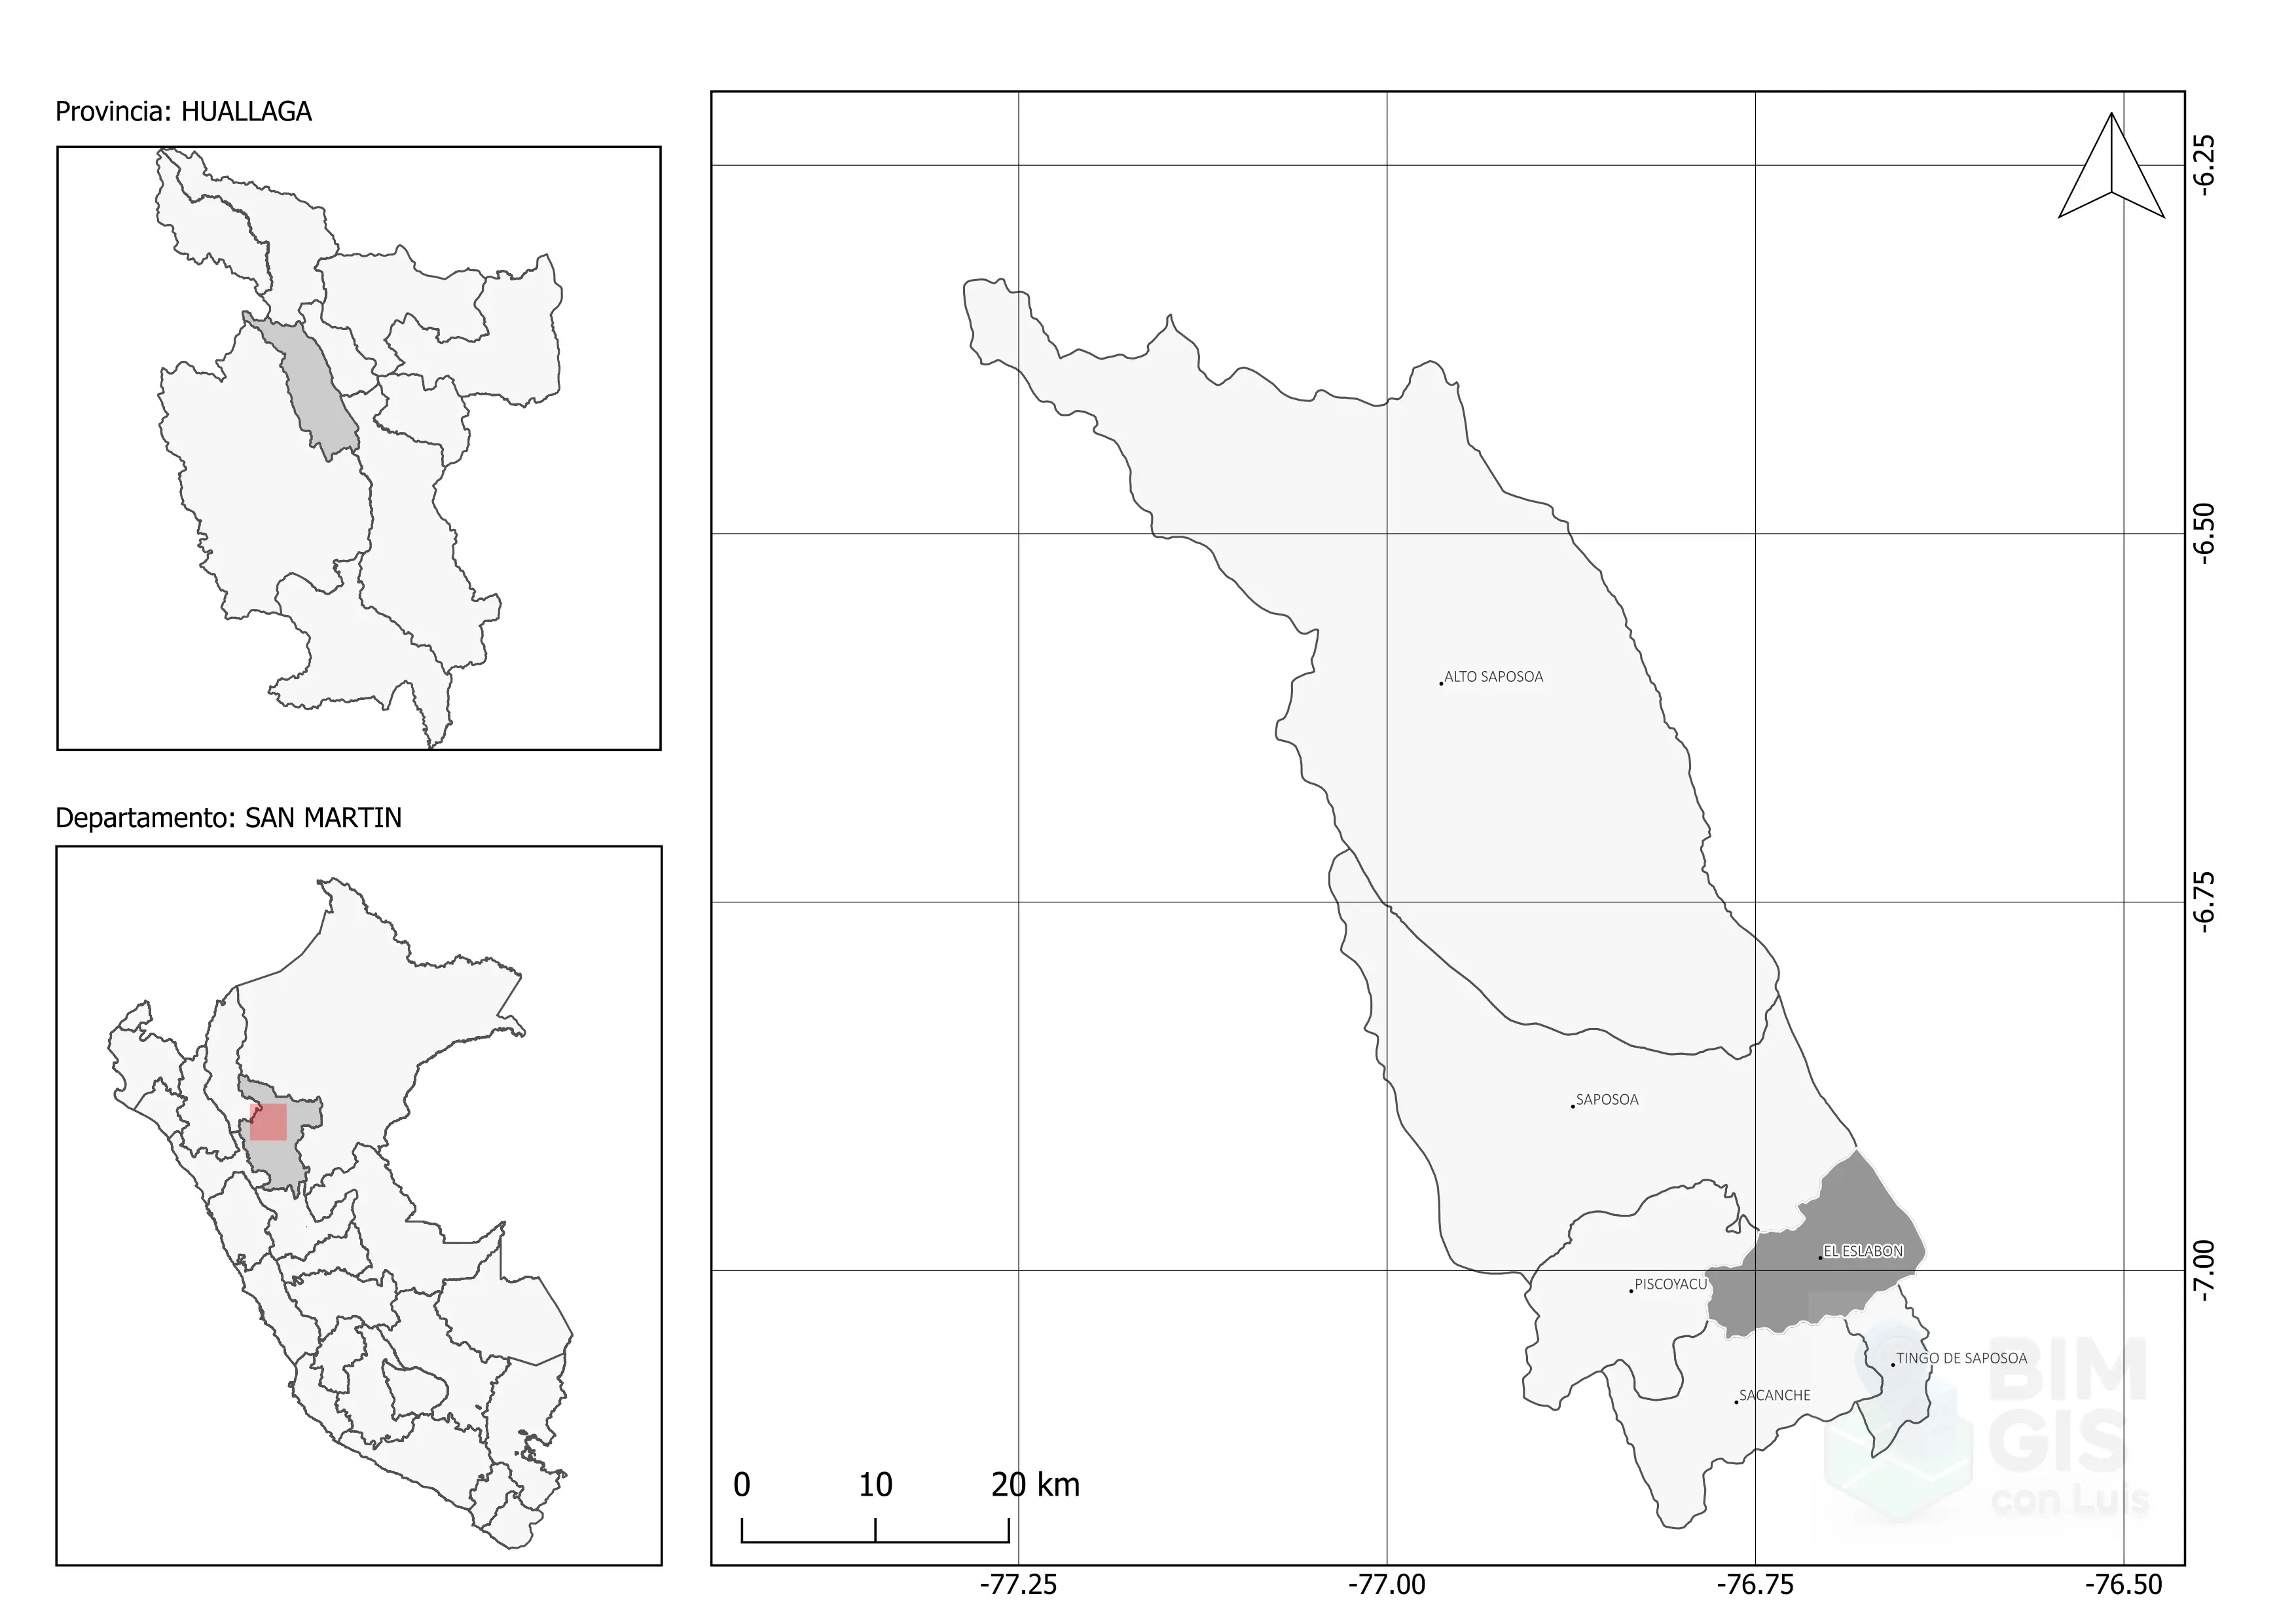 Provincia: HUALLAGA
Departamento: SAN MARTIN
-6.25
-6.50
-6.75
-7.00
ALTO SAPOSOA
SAPOSOA
EL ESLABON
PISCOYACU
TINGO DE SAPOSOA
SACANCHE
BIM
GIS
con Luis
0 10 20 km
-77.25 -77.00 -76.75 -76.50